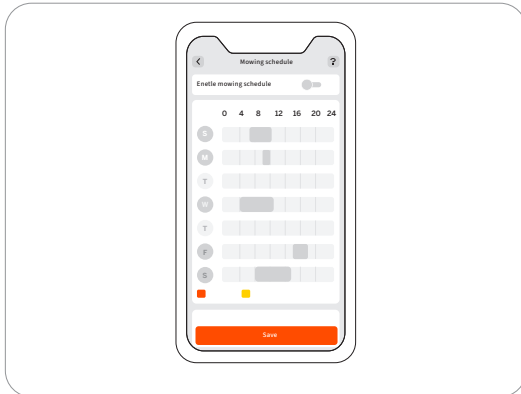 Mowing schedule ?
Enetle mowing schedule
0 4 8 12 16 20 24
S
M
T
W
T
F
S
Save